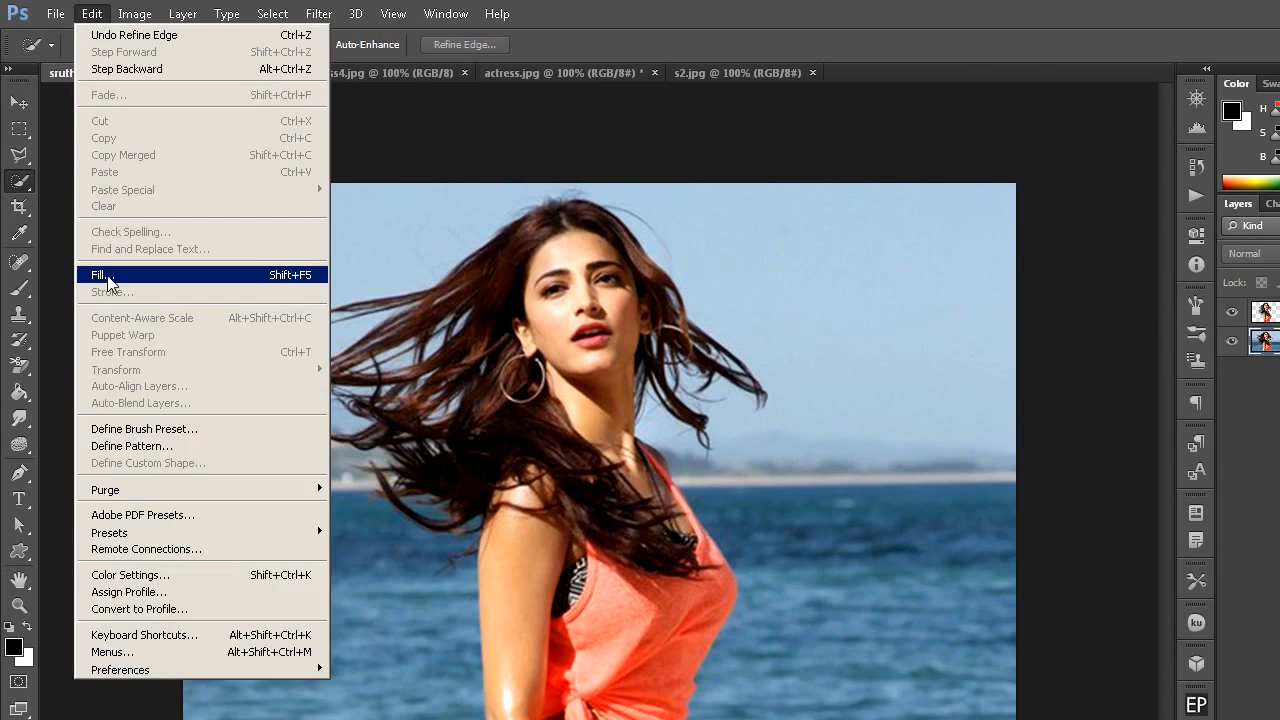 Ps File Edit Image Layer Type Select Filter 3D View Window Help
Auto-Enhance Refine Edge...
ss4.jpg @ 100% (RGB/8) × actress.jpg @ 100% (RGB/8#) * × s2.jpg @ 100% (RGB/8#) ×
Undo Refine Edge Ctrl+Z
Step Forward Shift+Ctrl+Z
Step Backward Alt+Ctrl+Z
Fade... Shift+Ctrl+F
Cut Ctrl+X
Copy Ctrl+C
Copy Merged Shift+Ctrl+C
Paste Ctrl+V
Paste Special
Clear
Check Spelling...
Find and Replace Text...
Fill... Shift+F5
Stroke...
Content-Aware Scale Alt+Shift+Ctrl+C
Puppet Warp
Free Transform Ctrl+T
Transform
Auto-Align Layers...
Auto-Blend Layers...
Define Brush Preset...
Define Pattern...
Define Custom Shape...
Purge
Adobe PDF Presets...
Presets
Remote Connections...
Color Settings... Shift+Ctrl+K
Assign Profile...
Convert to Profile...
Keyboard Shortcuts... Alt+Shift+Ctrl+K
Menus... Alt+Shift+Ctrl+M
Preferences
Color
H
S
B
Layers
Kind
Normal
Lock:
ku
EP